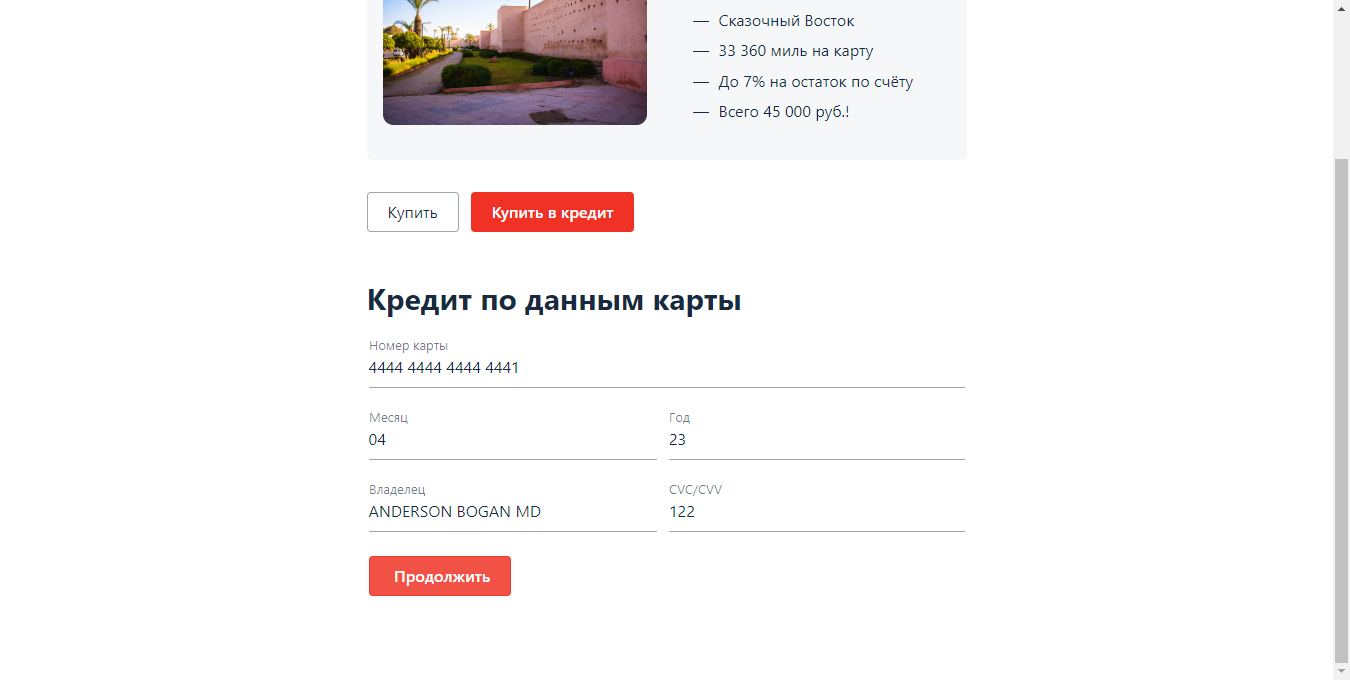 — Сказочный Восток
— 33 360 миль на карту
— До 7% на остаток по счёту
— Всего 45 000 руб.!
Купить
Купить в кредит
Кредит по данным карты
Номер карты
4444 4444 4444 4441
Месяц
Год
04
23
Владелец
CVC/CVV
ANDERSON BOGAN MD
122
Продолжить